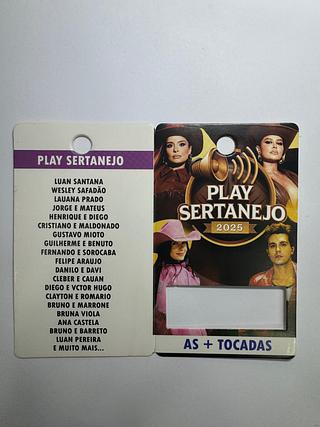 PLAY SERTANEJO
LUAN SANTANA
WESLEY SAFADÃO
LAUANA PRADO
JORGE E MATEUS
HENRIQUE E DIEGO
CRISTIANO E MALDONADO
GUSTAVO MIOTO
GUILHERME E BENUTO
FERNANDO E SOROCABA
FELIPE ARAUJO
DANILO E DAVI
CLEBER E CAUAN
DIEGO E VCTOR HUGO
CLAYTON E ROMARIO
BRUNO E MARRONE
BRUNA VIOLA
ANA CASTELA
BRUNO E BARRETO
LUAN PEREIRA
E MUITO MAIS...
PLAY
SERTANEJO
2025
AS + TOCADAS